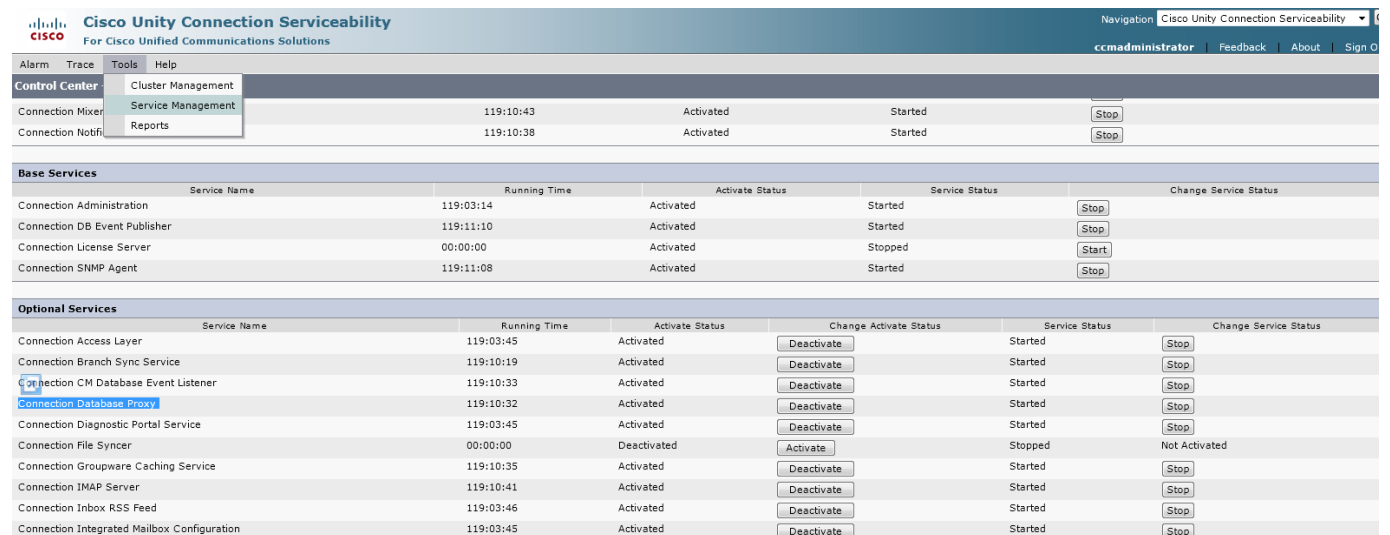 Cisco Unity Connection Serviceability
Navigation Cisco Unity Connection Serviceability
CISCO
For Cisco Unified Communications Solutions
ccmadministrator | Feedback | About | Sign O
Alarm Trace Tools Help
Control Center -
Cluster Management
Service Management
Reports
Connection Mixer 119:10:43 Activated Started Stop
Connection Notifi 119:10:38 Activated Started Stop
Base Services
Service Name Running Time Activate Status Service Status Change Service Status
Connection Administration 119:03:14 Activated Started Stop
Connection DB Event Publisher 119:11:10 Activated Started Stop
Connection License Server 00:00:00 Activated Stopped Start
Connection SNMP Agent 119:11:08 Activated Started Stop
Optional Services
Service Name Running Time Activate Status Change Activate Status Service Status Change Service Status
Connection Access Layer 119:03:45 Activated Deactivate Started Stop
Connection Branch Sync Service 119:10:19 Activated Deactivate Started Stop
Connection CM Database Event Listener 119:10:33 Activated Deactivate Started Stop
Connection Database Proxy 119:10:32 Activated Deactivate Started Stop
Connection Diagnostic Portal Service 119:03:45 Activated Deactivate Started Stop
Connection File Syncer 00:00:00 Deactivated Activate Stopped Not Activated
Connection Groupware Caching Service 119:10:35 Activated Deactivate Started Stop
Connection IMAP Server 119:10:41 Activated Deactivate Started Stop
Connection Inbox RSS Feed 119:03:46 Activated Deactivate Started Stop
Connection Integrated Mailbox Configuration 119:03:45 Activated Deactivate Started Stop